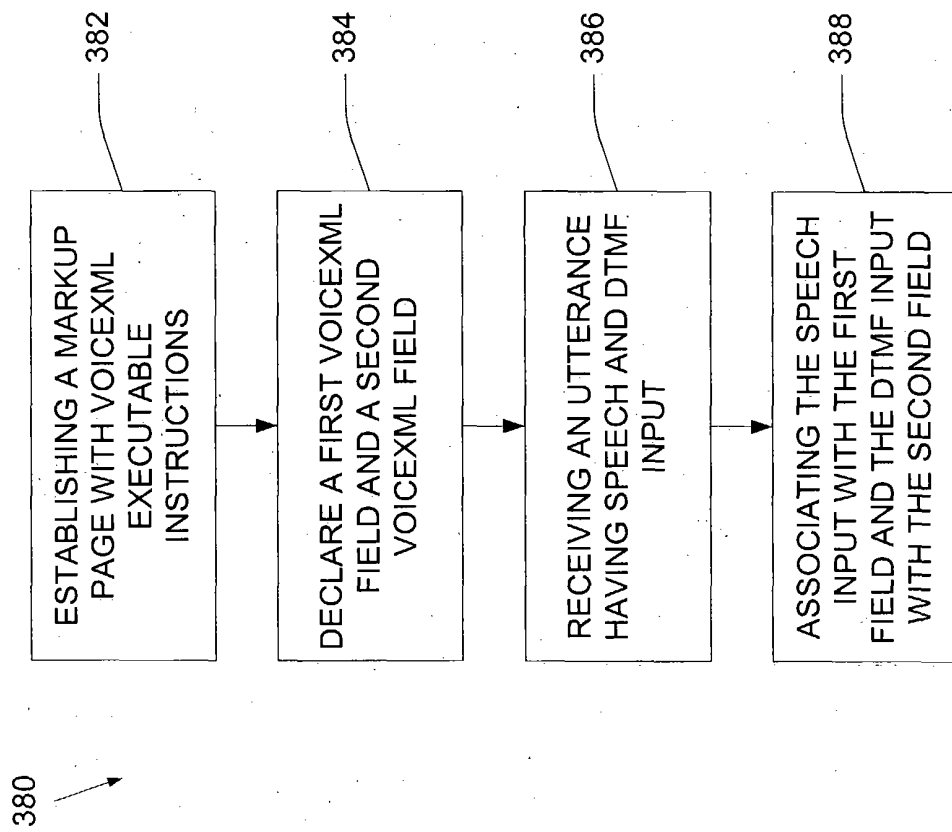 380
382
ESTABLISHING A MARKUP
PAGE WITH VOICEXML
EXECUTABLE
INSTRUCTIONS
384
DECLARE A FIRST VOICEXML
FIELD AND A SECOND
VOICEXML FIELD
386
RECEIVING AN UTTERANCE
HAVING SPEECH AND DTMF
INPUT
388
ASSOCIATING THE SPEECH
INPUT WITH THE FIRST
FIELD AND THE DTMF INPUT
WITH THE SECOND FIELD